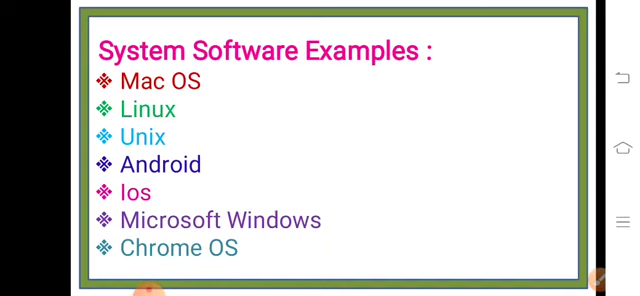 System Software Examples :
❖ Mac OS
❖ Linux
❖ Unix
❖ Android
❖ Ios
❖ Microsoft Windows
❖ Chrome OS